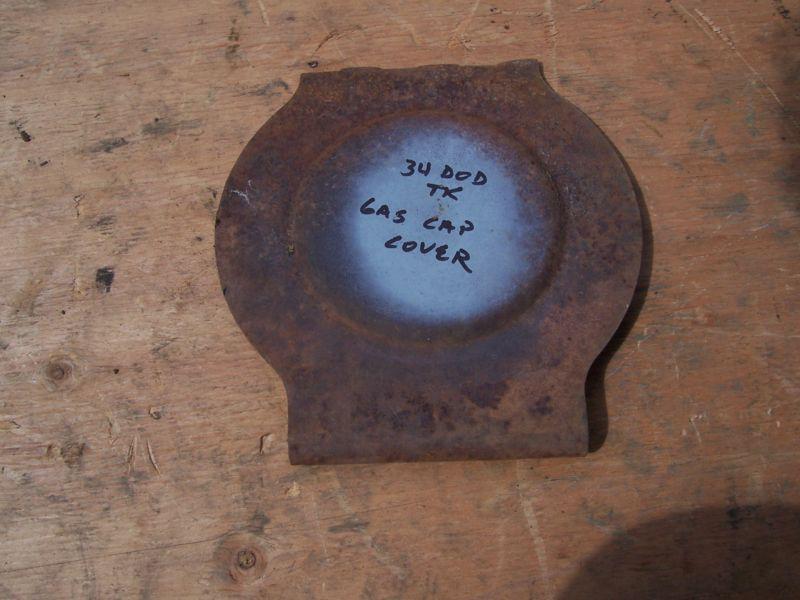 34 DOD
TK
GAS CAP
COVER